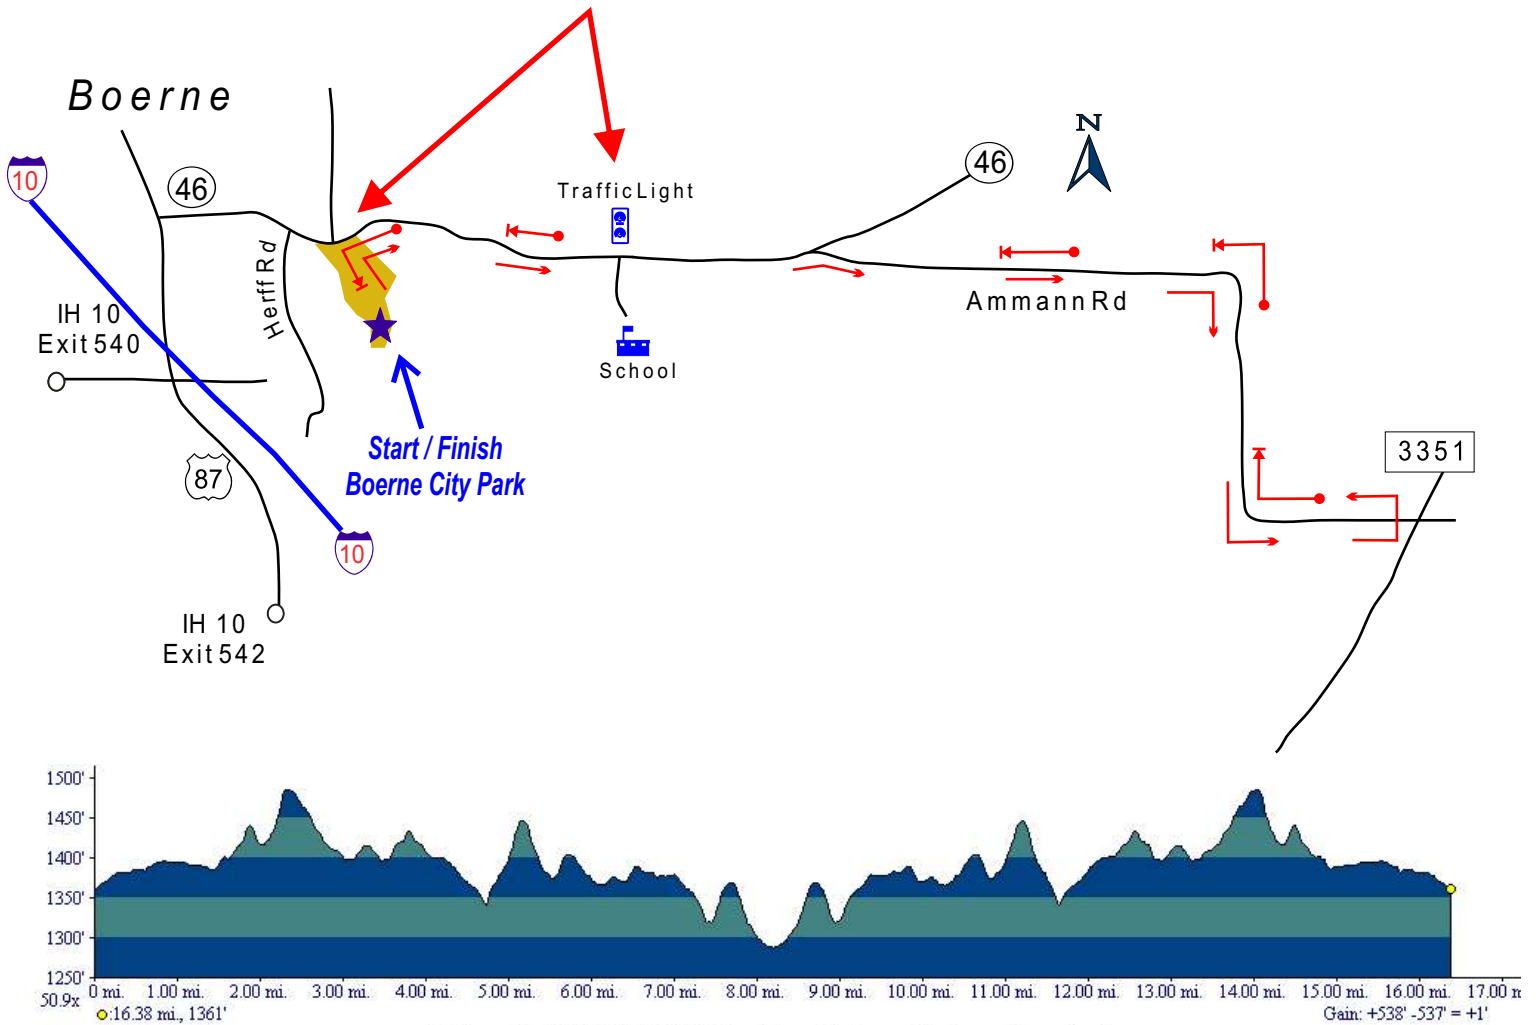 Boerne
N
10
46
46
Traffic Light
Herff Rd
Ammann Rd
IH 10
Exit 540
School
Start / Finish
Boerne City Park
3351
87
10
IH 10
Exit 542
1500'
1450'
1400'
1350'
1300'
1250'
50.9x
0 mi. 1.00 mi. 2.00 mi. 3.00 mi. 4.00 mi. 5.00 mi. 6.00 mi. 7.00 mi. 8.00 mi. 9.00 mi. 10.00 mi. 11.00 mi. 12.00 mi. 13.00 mi. 14.00 mi. 15.00 mi. 16.00 mi. 17.00 m
:16.38 mi., 1361'
Gain: +538' -537' = +1'